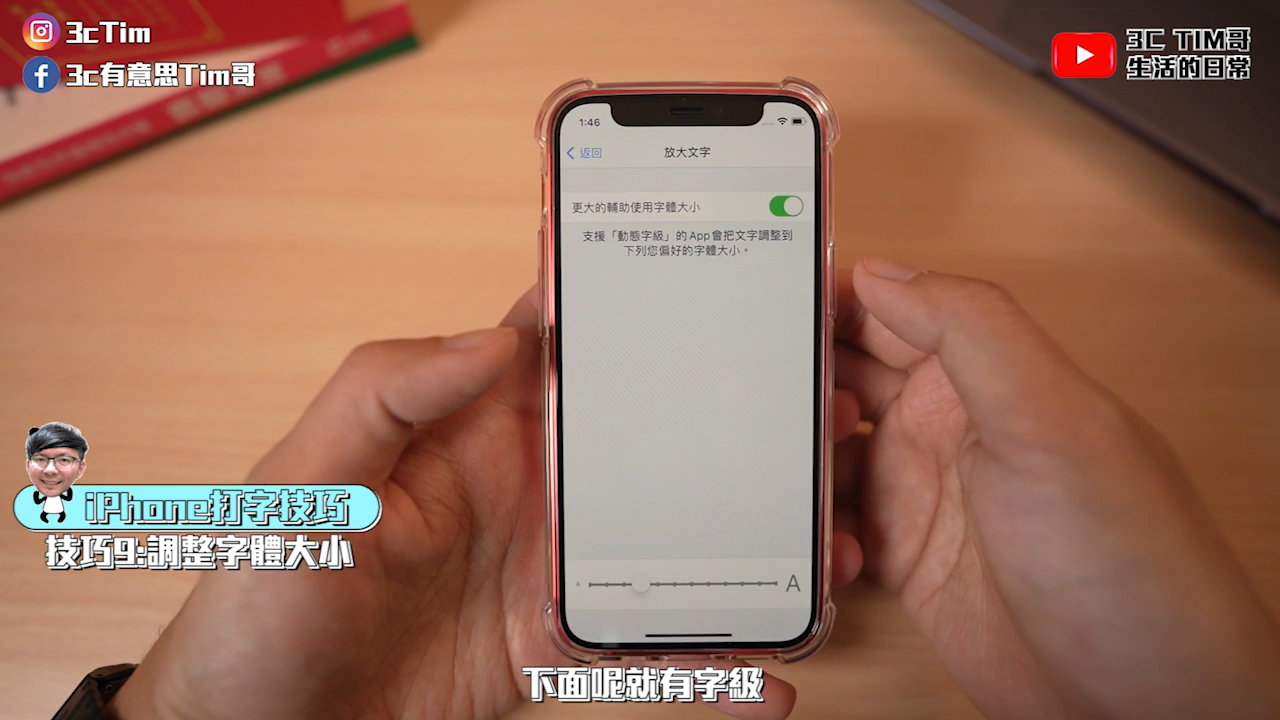 3cTim
3c有意思Tim哥
3C TIM哥
生活的日常
1:46
返回
放大文字
更大的輔助使用字體大小
支援「動態字級」的 App 會把文字調整到
下列您偏好的字體大小。
A
A
iPhone打字技巧
技巧9:調整字體大小
下面呢就有字級